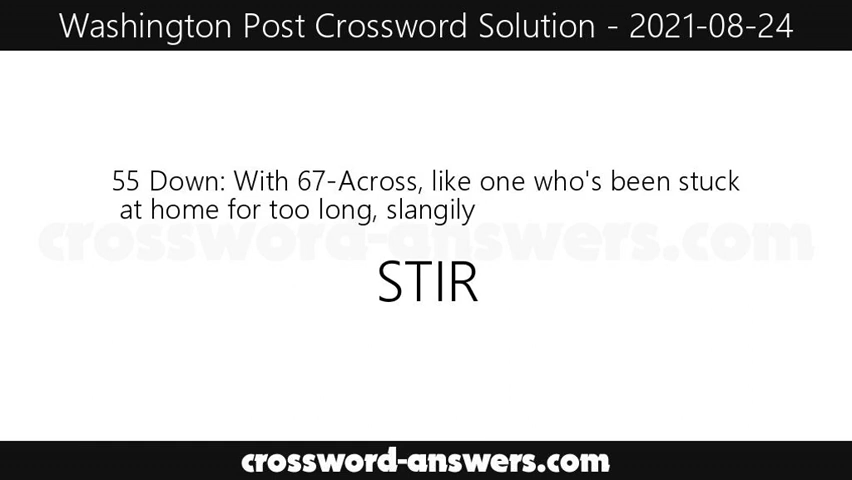 Washington Post Crossword Solution - 2021-08-24
55 Down: With 67-Across, like one who's been stuck
at home for too long, slangily
crossword-answers.com
STIR
crossword-answers.com